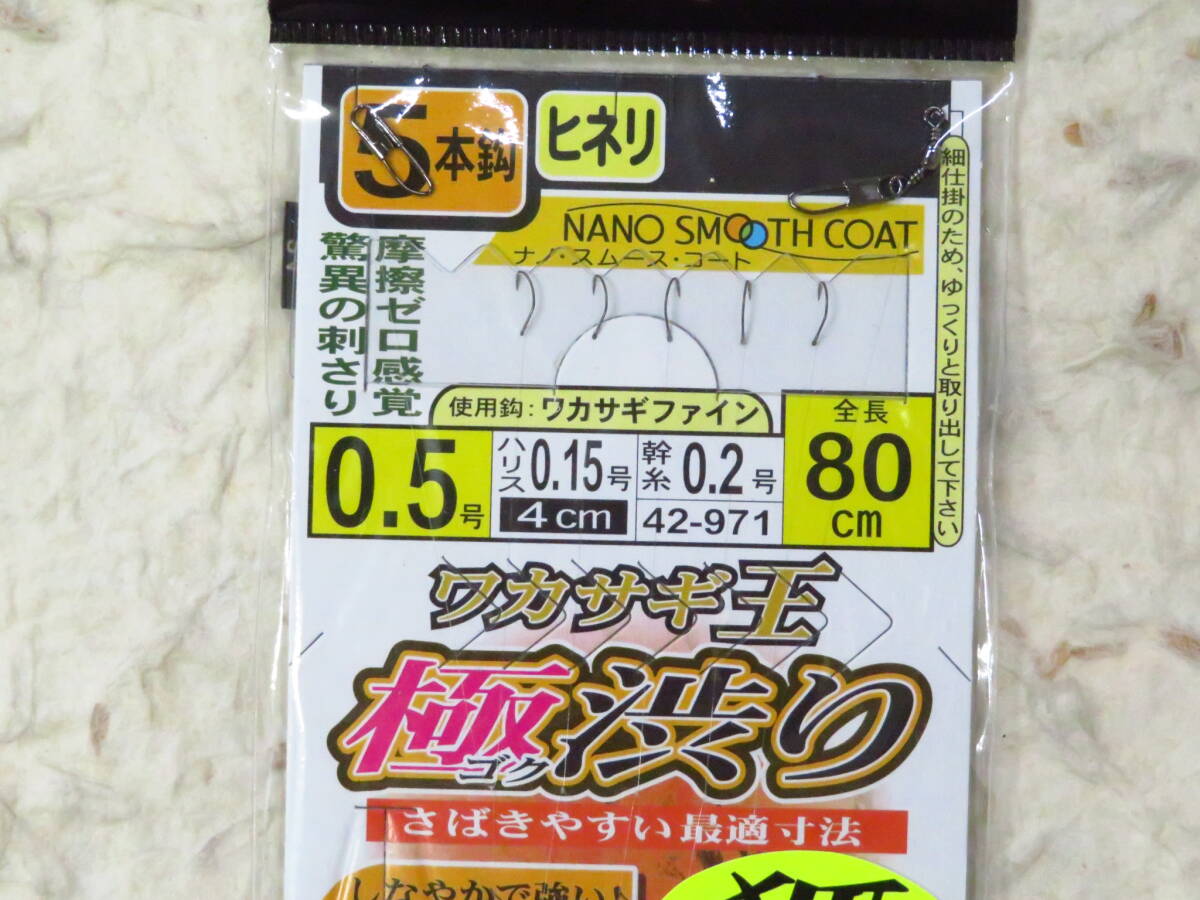 5本鈎
ヒネリ
NANO SMOOTH COAT
ナノ・スムース・コート
摩擦ゼロ感覚
驚異の刺さり
細仕掛のため、ゆっくりと取り出して下さい
使用鈎:ワカサギファイン
0.5号
ハリス0.15号
4cm
幹糸0.2号
42-971
全長
80
cm
ワカサギ王
極渋り
ゴク
さばきやすい最適寸法
しなやかで強い